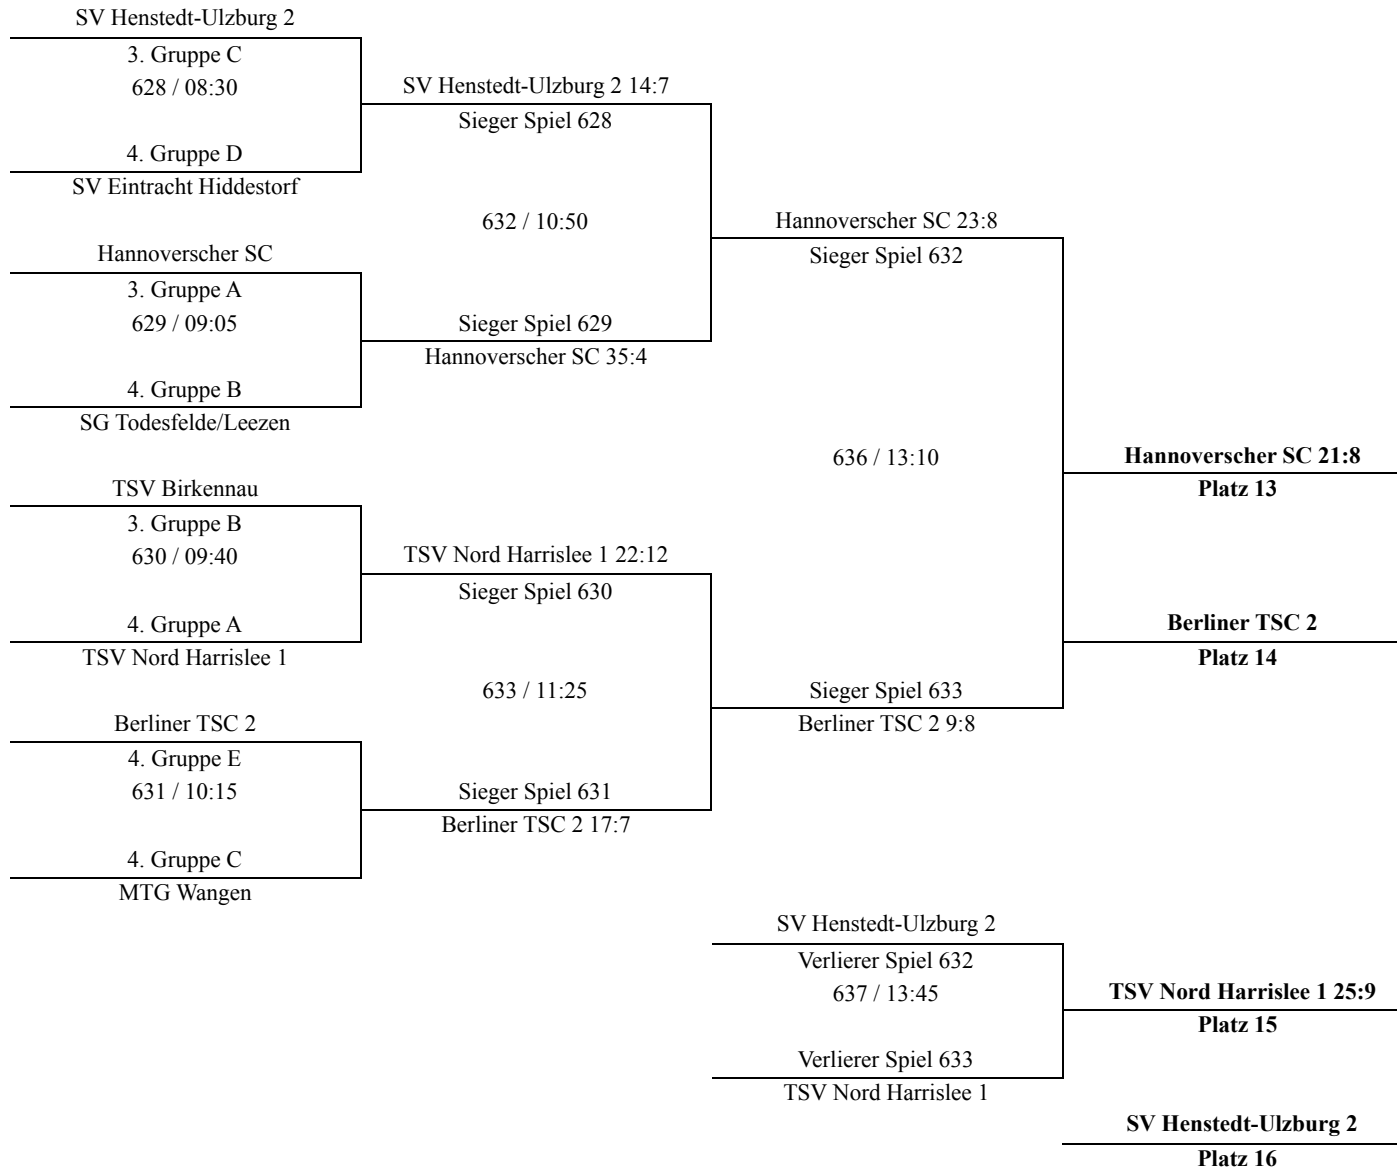 SV Henstedt-Ulzburg 2
3. Gruppe C
628 / 08:30
4. Gruppe D
SV Eintracht Hiddestorf
Hannoverscher SC
3. Gruppe A
629 / 09:05
4. Gruppe B
SG Todesfelde/Leezen
TSV Birkennau
3. Gruppe B
630 / 09:40
4. Gruppe A
TSV Nord Harrislee 1
Berliner TSC 2
4. Gruppe E
631 / 10:15
4. Gruppe C
MTG Wangen
SV Henstedt-Ulzburg 2 14:7
Sieger Spiel 628
632 / 10:50
Sieger Spiel 629
Hannoverscher SC 35:4
TSV Nord Harrislee 1 22:12
Sieger Spiel 630
633 / 11:25
Sieger Spiel 631
Berliner TSC 2 17:7
Hannoverscher SC 23:8
Sieger Spiel 632
636 / 13:10
Sieger Spiel 633
Berliner TSC 2 9:8
Hannoverscher SC 21:8
Platz 13
Berliner TSC 2
Platz 14
SV Henstedt-Ulzburg 2
Verlierer Spiel 632
637 / 13:45
Verlierer Spiel 633
TSV Nord Harrislee 1
TSV Nord Harrislee 1 25:9
Platz 15
SV Henstedt-Ulzburg 2
Platz 16